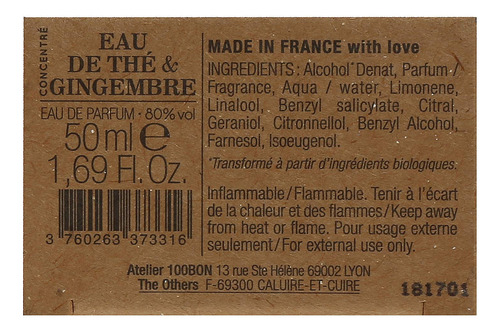 CONCENTRÉ
EAU
DE THÉ &
GINGEMBRE
EAU DE PARFUM · 80% vol
50 ml e
1,69 Fl. Oz.
3 760263 373316
MADE IN FRANCE with love
INGREDIENTS : Alcohol* Denat, Parfum /
Fragrance, Aqua / water, Limonene,
Linalool, Benzyl salicylate, Citral,
Geraniol, Citronnellol, Benzyl Alcohol,
Farnesol, Isoeugenol.
*Transformé à partir d'ingrédients biologiques.
Inflammable / Flammable. Tenir à l'écart
de la chaleur et des flammes / Keep away
from heat or flame. Pour usage externe
seulement / For external use only.
Atelier 100BON 13 rue Ste Hélène 69002 LYON
The Others F-69300 CALUIRE-ET-CUIRE
181701